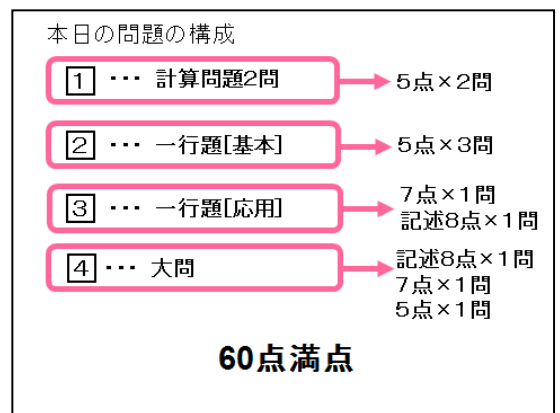 本日の問題の構成
1 ･･･ 計算問題2問 5点×2問
2 ･･･ 一行題[基本] 5点×3問
3 ･･･ 一行題[応用] 7点×1問
記述8点×1問
4 ･･･ 大問 記述8点×1問
7点×1問
5点×1問
60点満点